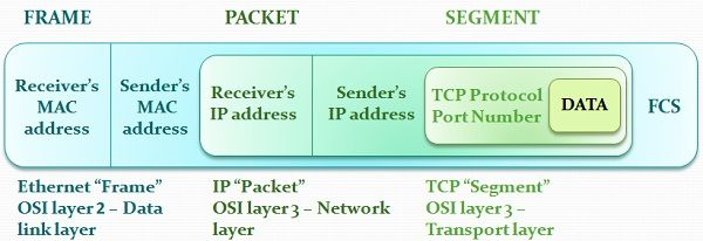 FRAME PACKET SEGMENT
Receiver's
MAC
address
Sender's
MAC
address
Receiver's
IP address
Sender's
IP address
TCP Protocol
Port Number
DATA
FCS
Ethernet “Frame”
OSI layer 2 – Data
link layer
IP “Packet”
OSI layer 3 – Network
layer
TCP “Segment”
OSI layer 3 –
Transport layer